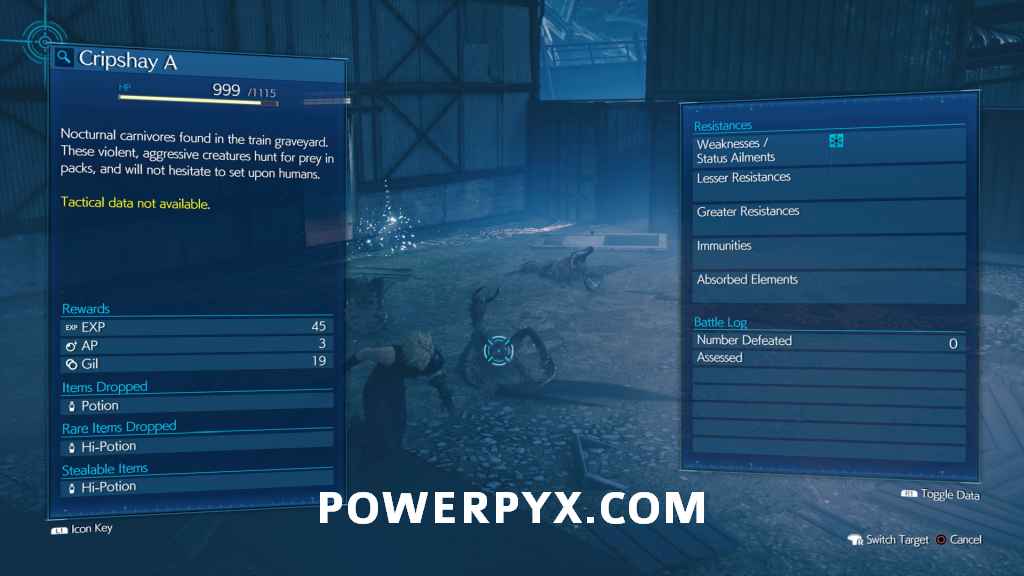 Cripshay A
HP 999 /1115
Nocturnal carnivores found in the train graveyard.
These violent, aggressive creatures hunt for prey in
packs, and will not hesitate to set upon humans.
Tactical data not available.
Rewards
EXP EXP 45
AP 3
Gil 19
Items Dropped
Potion
Rare Items Dropped
Hi-Potion
Stealable Items
Hi-Potion
L1 Icon Key
Resistances
Weaknesses /
Status Ailments
Lesser Resistances
Greater Resistances
Immunities
Absorbed Elements
Battle Log
Number Defeated 0
Assessed
R1 Toggle Data
R Switch Target Cancel
POWERPYX.COM